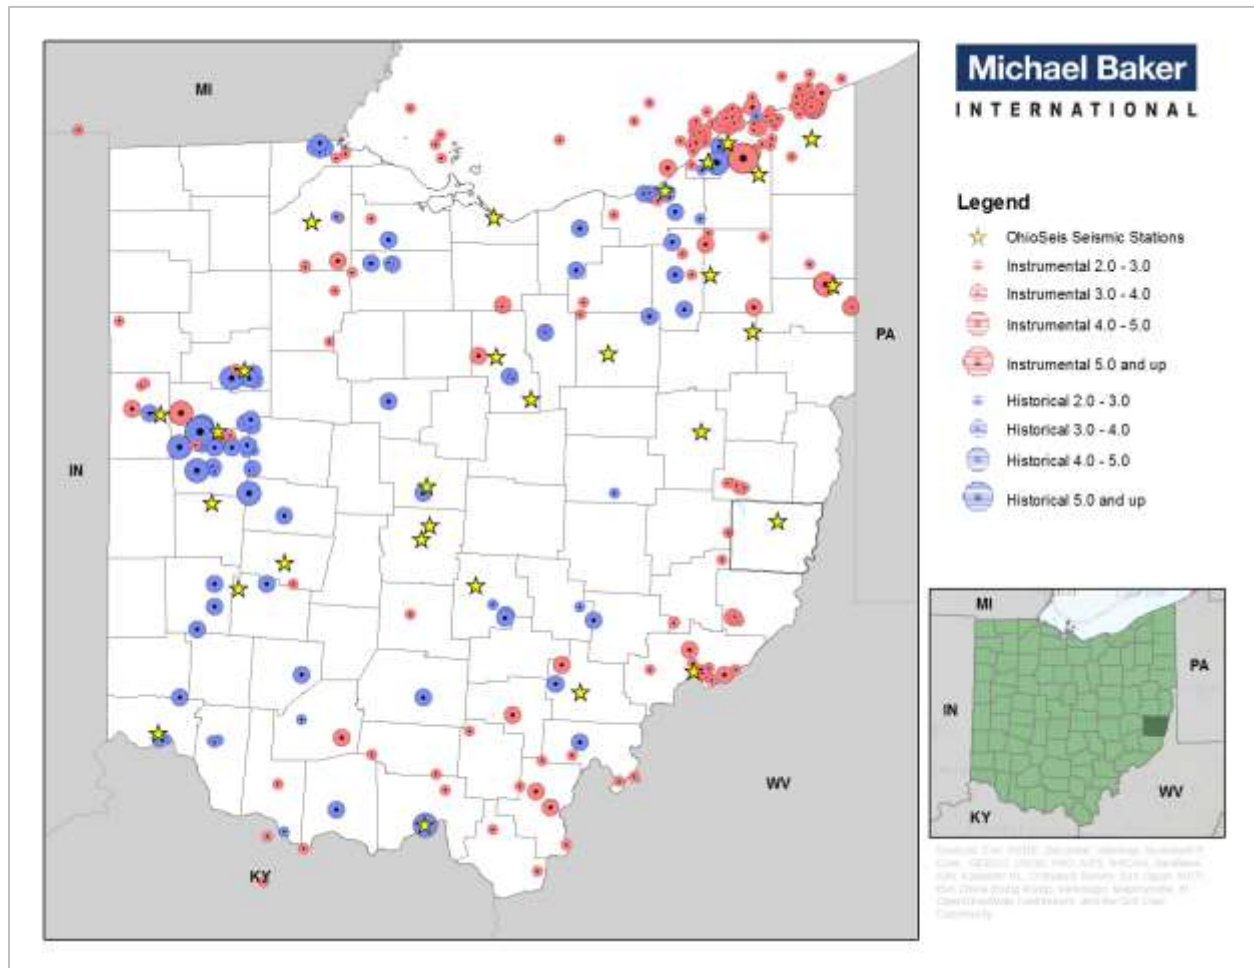 MI
IN
PA
WV
KY
Michael Baker
INTERNATIONAL
Legend
OhioSeis Seismic Stations
Instrumental 2.0 - 3.0
Instrumental 3.0 - 4.0
Instrumental 4.0 - 5.0
Instrumental 5.0 and up
Historical 2.0 - 3.0
Historical 3.0 - 4.0
Historical 4.0 - 5.0
Historical 5.0 and up
MI
PA
IN
WV
KY
Community